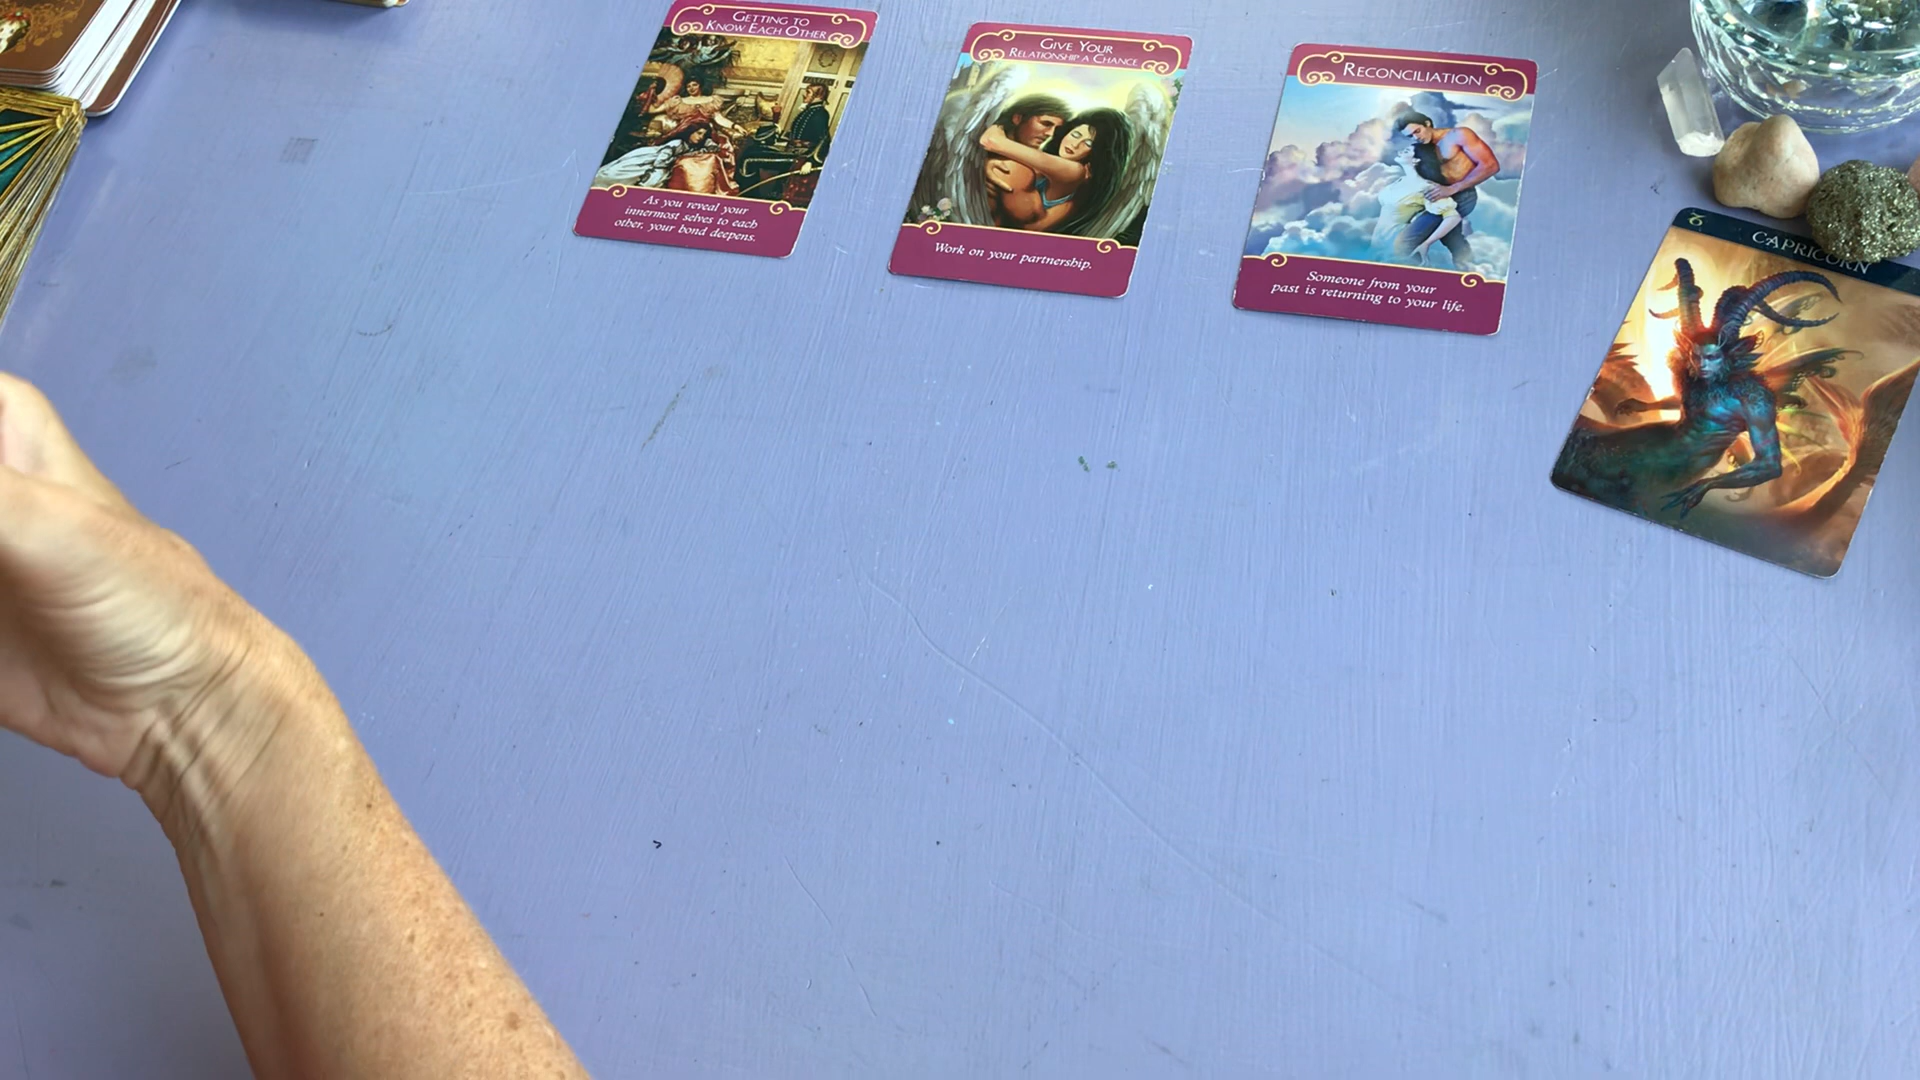 GETTING TO
KNOW EACH OTHER
As you reveal your
innermost selves to each
other, your bond deepens.
GIVE YOUR
RELATIONSHIP A CHANCE
Work on your partnership.
RECONCILIATION
Someone from your
past is returning to your life.
CAPRICORN